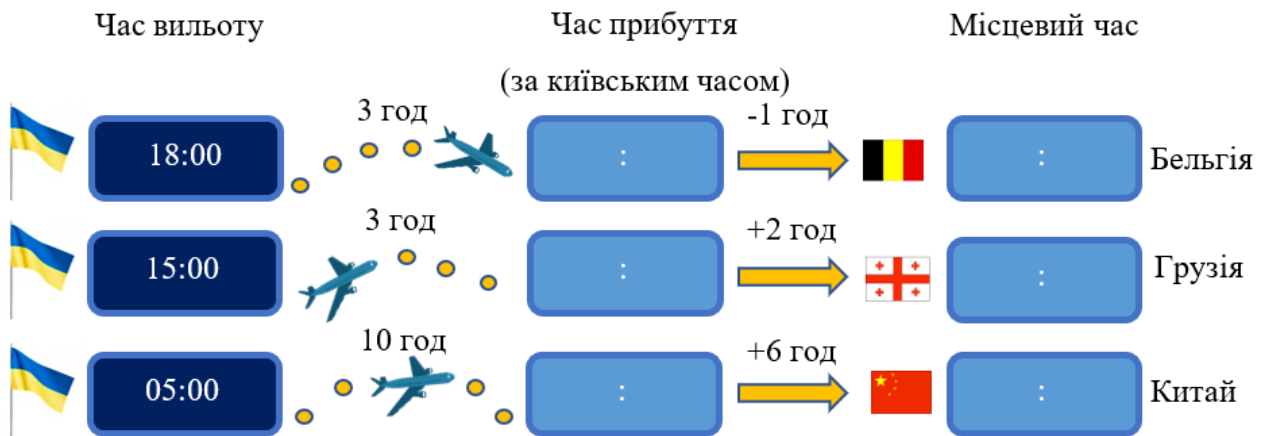 Час вильоту
Час прибуття
Місцевий час
(за київським часом)
18:00
3 год
:
-1 год
:
Бельгія
15:00
3 год
:
+2 год
:
Грузія
05:00
10 год
:
+6 год
:
Китай